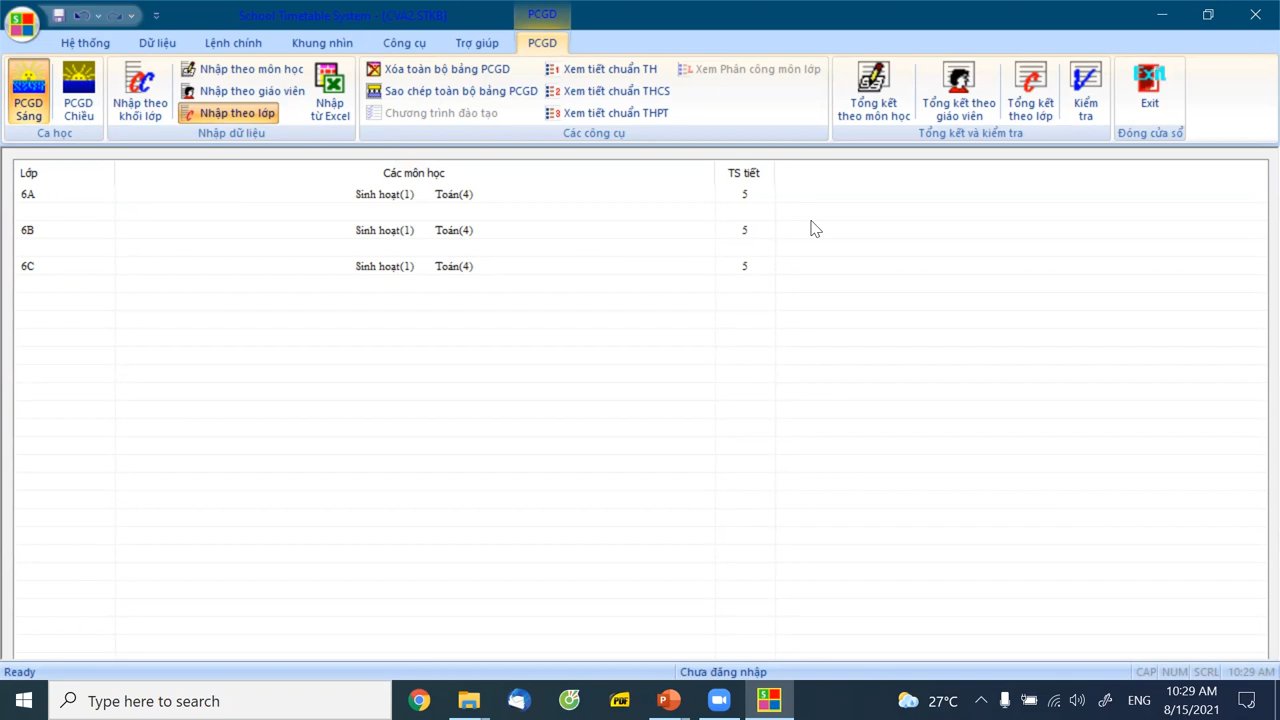 School Timetable System - [CVA2.STKB]
PCGD
Hệ thống
Dữ liệu
Lệnh chính
Khung nhìn
Công cụ
Trợ giúp
PCGD
PCGD Sáng
PCGD Chiều
Ca học
Nhập theo khối lớp
Nhập theo môn học
Nhập theo giáo viên
Nhập theo lớp
Nhập từ Excel
Nhập dữ liệu
Xóa toàn bộ bảng PCGD
Sao chép toàn bộ bảng PCGD
Chương trình đào tạo
Xem tiết chuẩn TH
Xem tiết chuẩn THCS
Xem tiết chuẩn THPT
Xem Phân công môn lớp
Các công cụ
Tổng kết theo môn học
Tổng kết theo giáo viên
Tổng kết theo lớp
Kiểm tra
Tổng kết và kiểm tra
Exit
Đóng cửa sổ
Lớp Các môn học TS tiết
6A Sinh hoạt(1) Toán(4) 5
6B Sinh hoạt(1) Toán(4) 5
6C Sinh hoạt(1) Toán(4) 5
Ready Chưa đăng nhập CAP NUM SCRL 10:29 AM
Type here to search
27°C
ENG
10:29 AM
8/15/2021